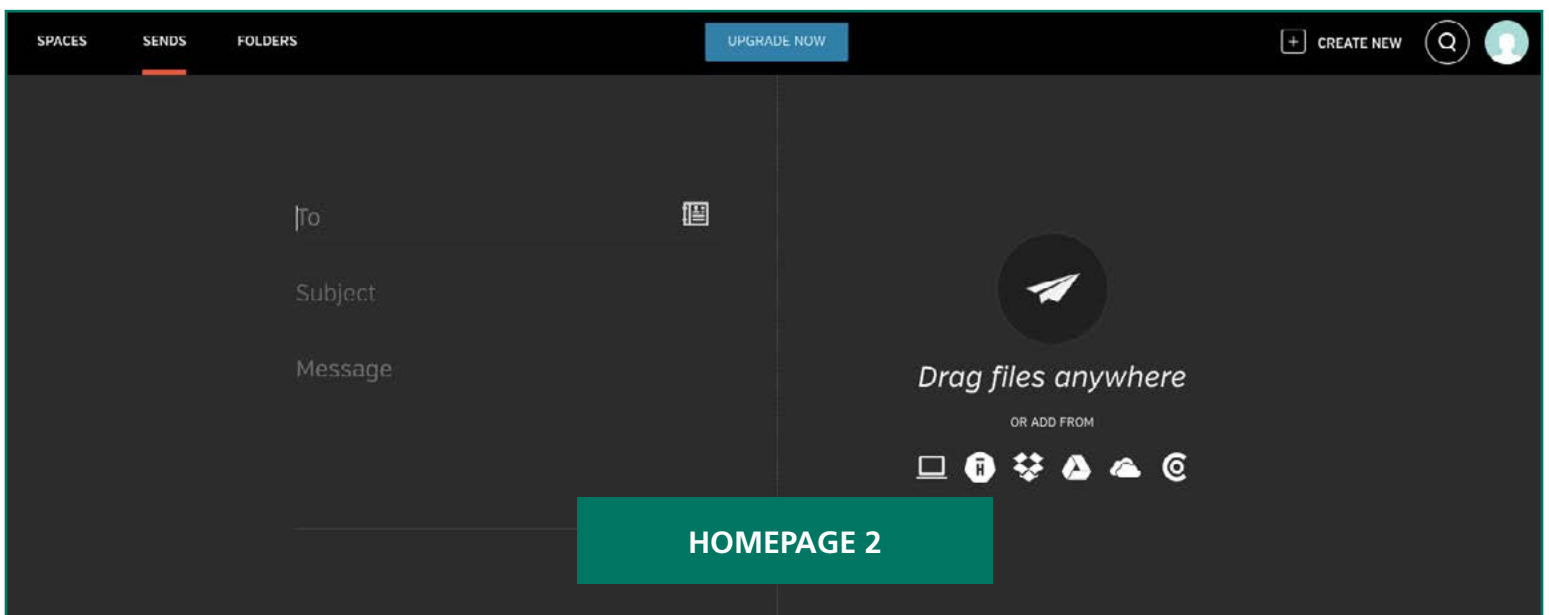 SPACES SENDS FOLDERS UPGRADE NOW CREATE NEW
To
Subject
Message
Drag files anywhere
OR ADD FROM
HOMEPAGE 2